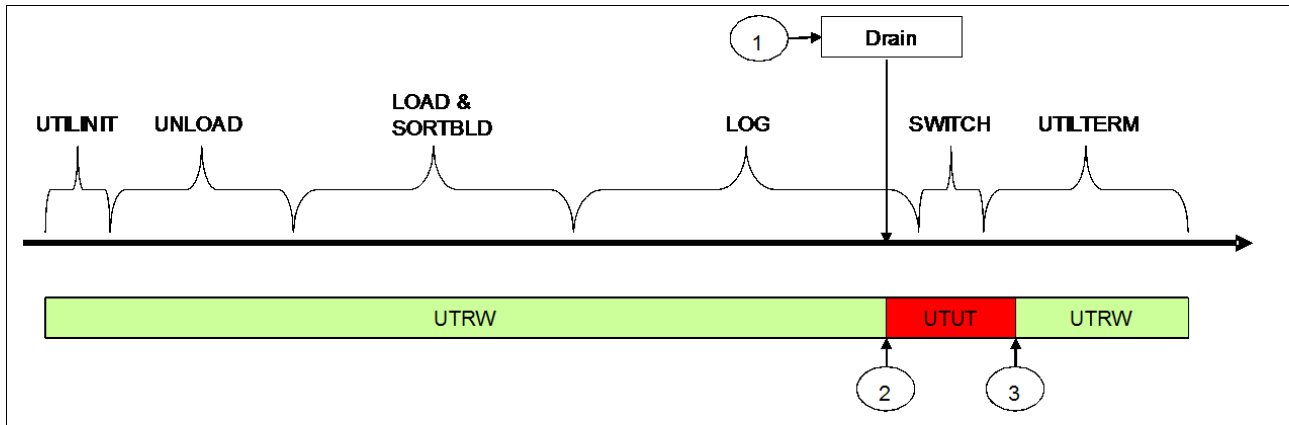 1
Drain
LOAD &
SORTBLD
UTILINIT
UNLOAD
LOG
SWITCH
UTILTERM
UTRW
UTUT
UTRW
2
3